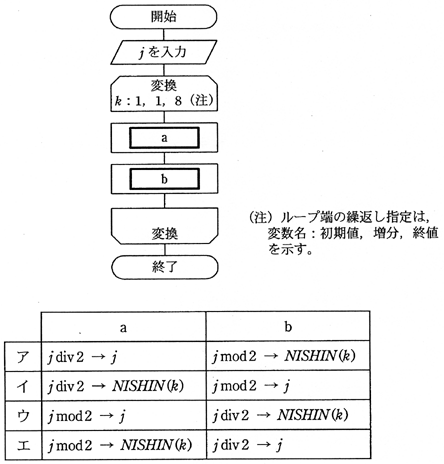 開始
jを入力
変換
k：1，1，8（注）
a
b
変換
終了
（注）ループ端の繰返し指定は，
変数名：初期値，増分，終値
を示す。
a b
ア j div 2 → j j mod 2 → NISHIN(k)
イ j div 2 → NISHIN(k) j mod 2 → j
ウ j mod 2 → j j div 2 → NISHIN(k)
エ j mod 2 → NISHIN(k) j div 2 → j